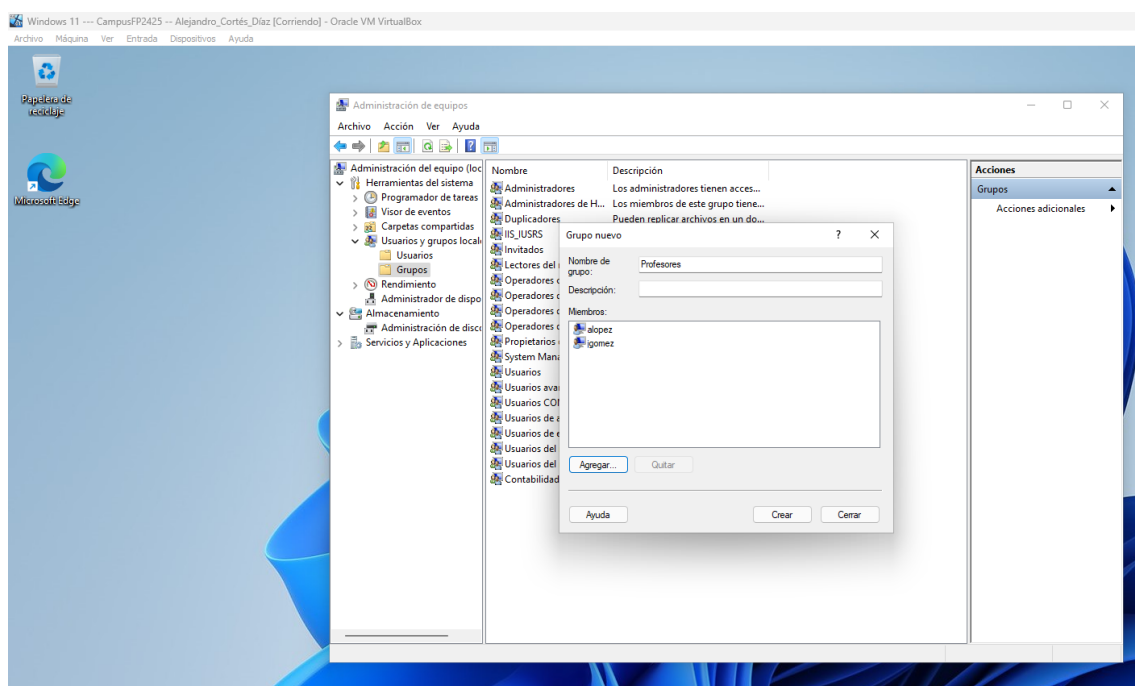 Windows 11 --- CampusFP2425 -- Alejandro_Cortés_Díaz [Corriendo] - Oracle VM VirtualBox
Archivo Máquina Ver Entrada Dispositivos Ayuda
Papelera de
reciclaje
Microsoft Edge
Administración de equipos
Archivo Acción Ver Ayuda
Administración del equipo (loc
Herramientas del sistema
Programador de tareas
Visor de eventos
Carpetas compartidas
Usuarios y grupos locale
Usuarios
Grupos
Rendimiento
Administrador de dispo
Almacenamiento
Administración de disco
Servicios y Aplicaciones
Nombre Descripción
Administradores Los administradores tienen acces...
Administradores de H... Los miembros de este grupo tiene...
Duplicadores Pueden replicar archivos en un do...
IIS_IUSRS
Invitados
Lectores del
Operadores
Operadores
Operadores
Operadores
Propietarios
System Mana
Usuarios
Usuarios ava
Usuarios CO
Usuarios de a
Usuarios de e
Usuarios del
Usuarios del
Contabilidad
Grupo nuevo ?
Nombre de
grupo:
Profesores
Descripción:
Miembros:
alopez
igomez
Agregar... Quitar
Ayuda Crear Cerrar
Acciones
Grupos
Acciones adicionales